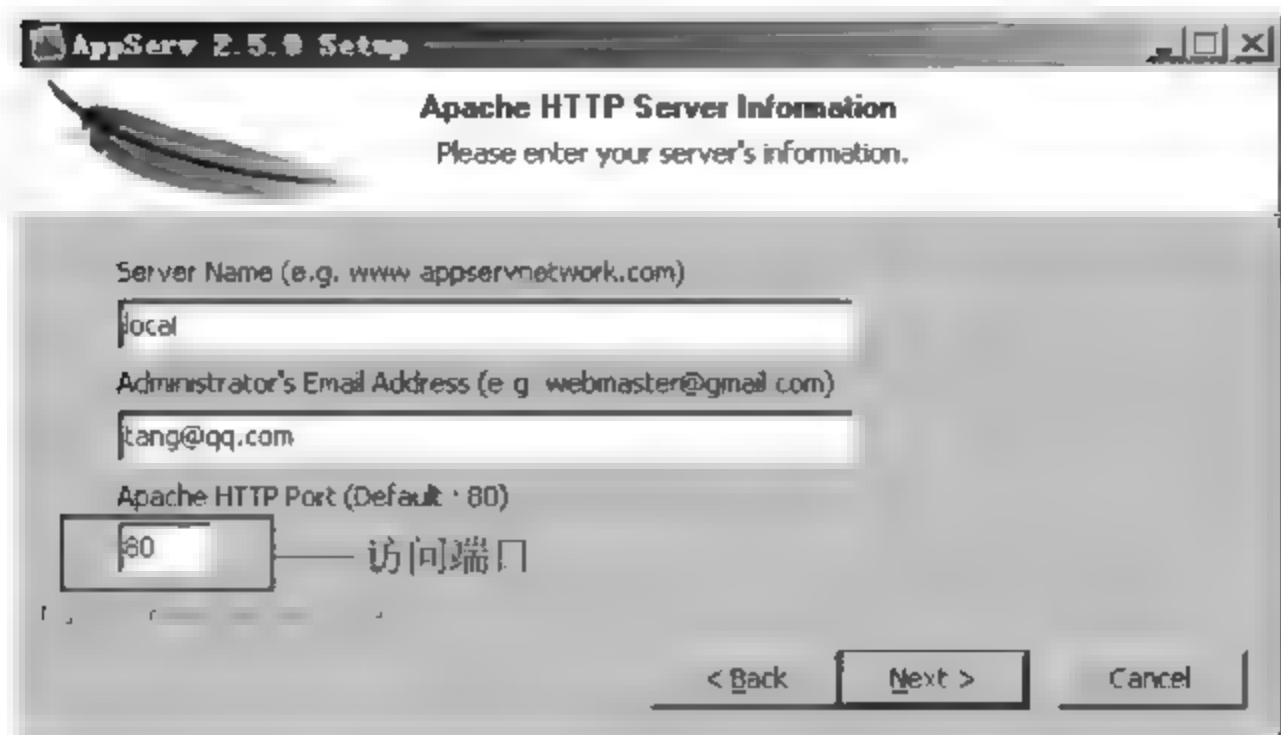 AppServ 2.5.9 Setup
Apache HTTP Server Information
Please enter your server's information.
Server Name (e.g. www.appservnetwork.com)
local
Administrator's Email Address (e.g. webmaster@gmail.com)
tang@qq.com
Apache HTTP Port (Default : 80)
80
访问端口
< Back
Next >
Cancel